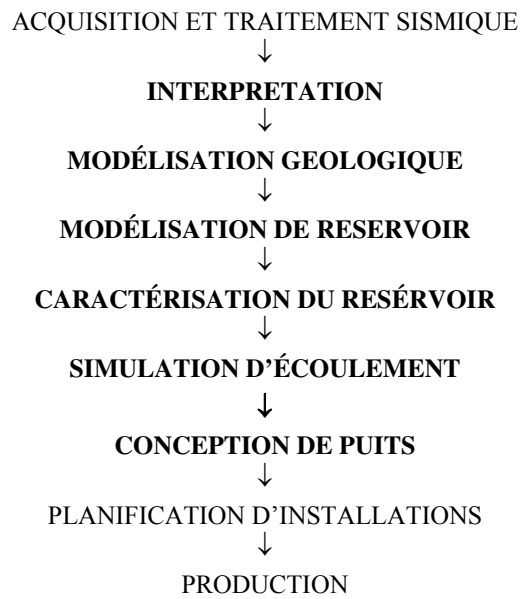 ACQUISITION ET TRAITEMENT SISMIQUE
↓
INTERPRETATION
↓
MODÉLISATION GEOLOGIQUE
↓
MODÉLISATION DE RESERVOIR
↓
CARACTÉRISATION DU RESÉRVOIR
↓
SIMULATION D'ÉCOULEMENT
↓
CONCEPTION DE PUITS
↓
PLANIFICATION D'INSTALLATIONS
↓
PRODUCTION